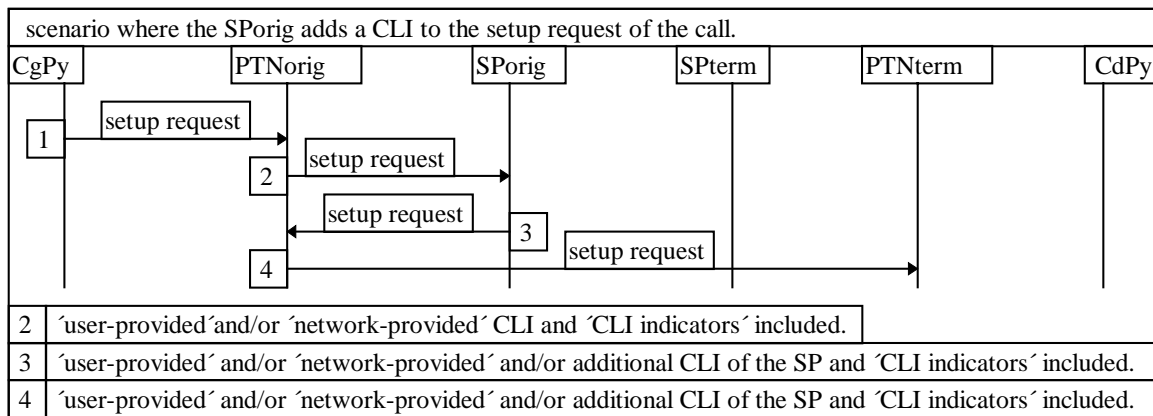 scenario where the SPorig adds a CLI to the setup request of the call.
CgPy PTNorig SPorig SPterm PTNterm CdPy
setup request
1
setup request
2
setup request
3
setup request
4
2 ´user-provided´and/or ´network-provided´ CLI and ´CLI indicators´ included.
3 ´user-provided´ and/or ´network-provided´ and/or additional CLI of the SP and ´CLI indicators´ included.
4 ´user-provided´ and/or ´network-provided´ and/or additional CLI of the SP and ´CLI indicators´ included.